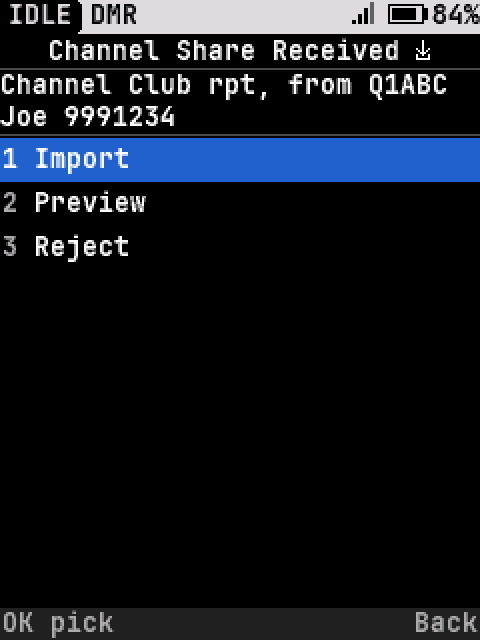 IDLE DMR 84%
Channel Share Received
Channel Club rpt, from Q1ABC
Joe 9991234
1 Import
2 Preview
3 Reject
OK pick Back